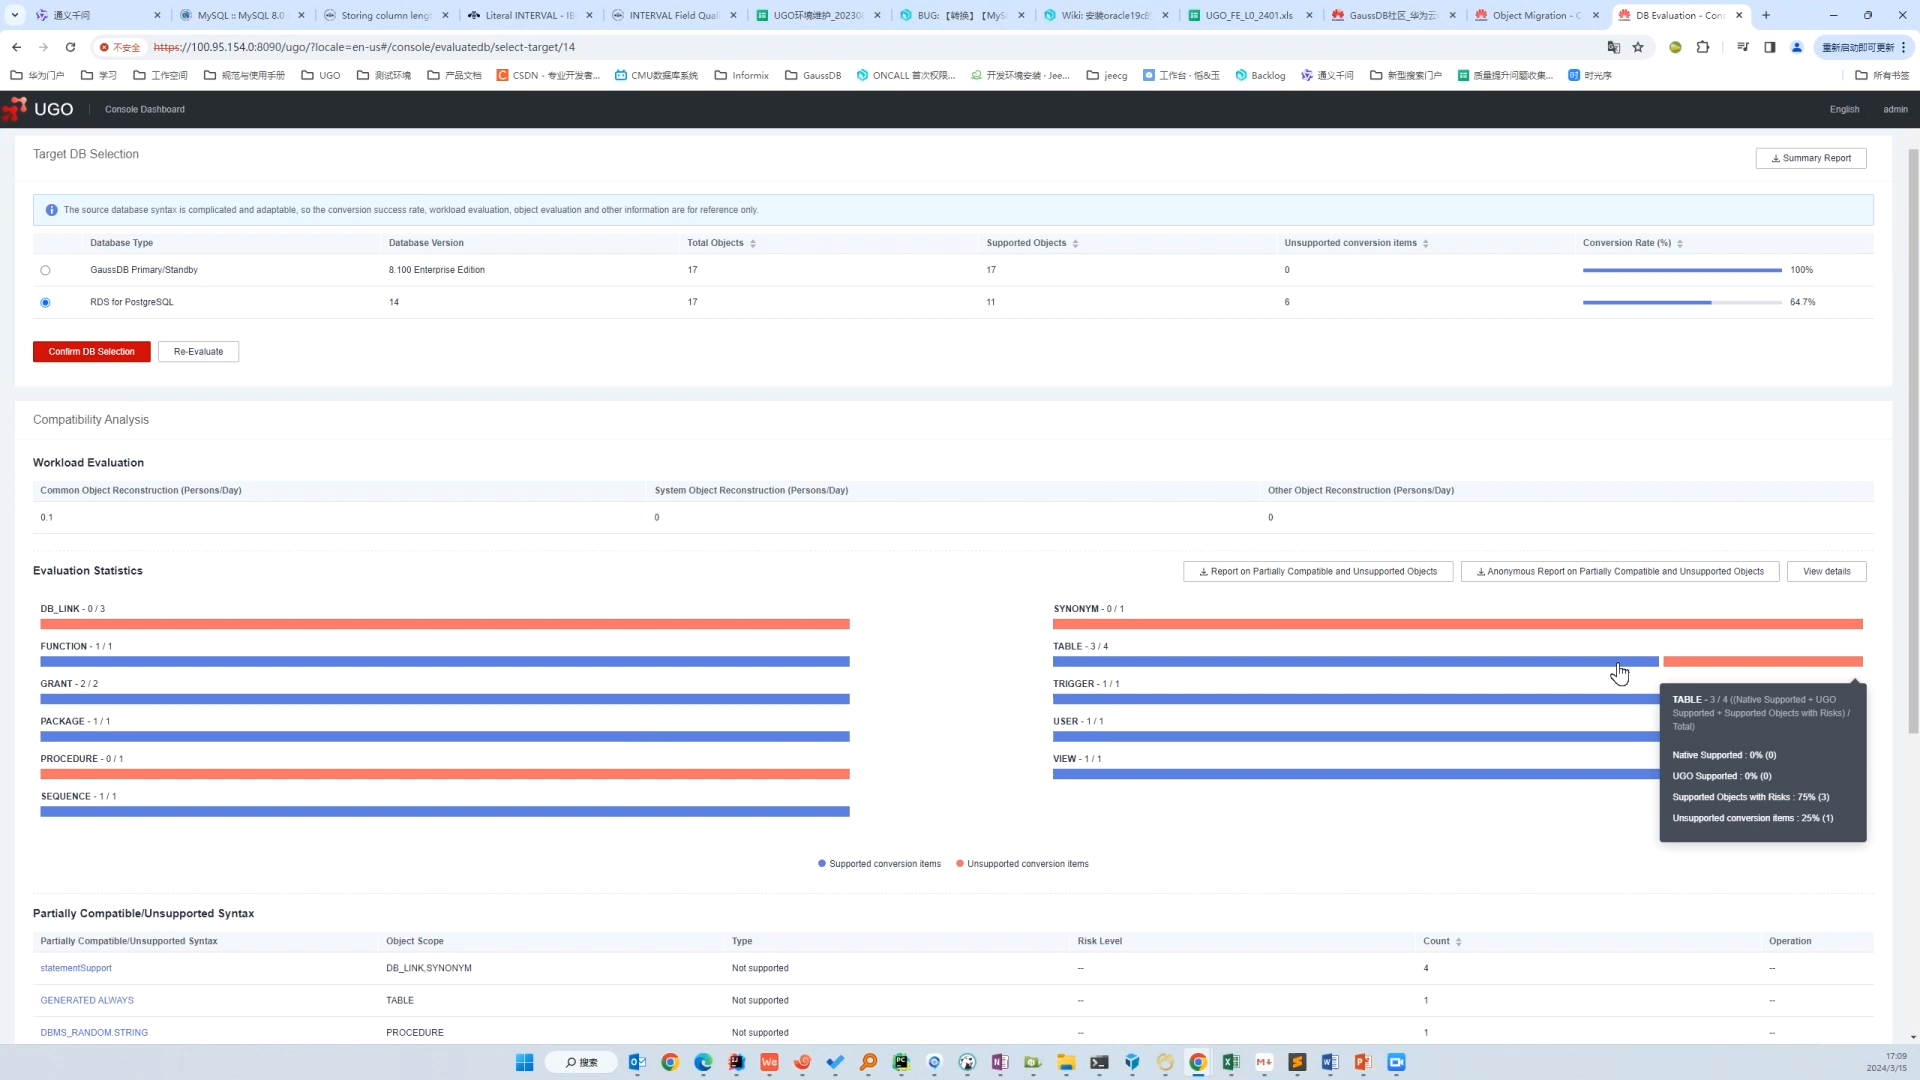 通义千问
MySQL :: MySQL 8.0
Storing column lengt
Literal INTERVAL - IB
INTERVAL Field Qual
UGO环境维护_20230
BUG: 【转换】【MyS
Wiki: 安装oracle19c的
UGO_FE_L0_2401.xls
GaussDB社区_华为云
Object Migration - C
DB Evaluation - Cons
不安全
https://100.95.154.0:8090/ugo/?locale=en-us#/console/evaluatedb/select-target/14
重新启动即可更新
华为门户
学习
工作空间
规范与使用手册
UGO
测试环境
产品文档
CSDN - 专业开发者...
CMU数据库系统
Informix
GaussDB
ONCALL 首次权限...
开发环境安装 · Jee...
jeecg
工作台 · 恬&玉
Backlog
通义千问
新型搜索门户
质量提升问题收集...
时光序
所有书签
UGO
Console Dashboard
English
admin
Target DB Selection
Summary Report
The source database syntax is complicated and adaptable, so the conversion success rate, workload evaluation, object evaluation and other information are for reference only.
Database Type Database Version Total Objects Supported Objects Unsupported conversion items Conversion Rate (%)
GaussDB Primary/Standby 8.100 Enterprise Edition 17 17 0 100%
RDS for PostgreSQL 14 17 11 6 64.7%
Confirm DB Selection
Re-Evaluate
Compatibility Analysis
Workload Evaluation
Common Object Reconstruction (Persons/Day) System Object Reconstruction (Persons/Day) Other Object Reconstruction (Persons/Day)
0.1 0 0
Evaluation Statistics
Report on Partially Compatible and Unsupported Objects
Anonymous Report on Partially Compatible and Unsupported Objects
View details
DB_LINK - 0 / 3
FUNCTION - 1 / 1
GRANT - 2 / 2
PACKAGE - 1 / 1
PROCEDURE - 0 / 1
SEQUENCE - 1 / 1
SYNONYM - 0 / 1
TABLE - 3 / 4
TRIGGER - 1 / 1
USER - 1 / 1
VIEW - 1 / 1
TABLE - 3 / 4 ((Native Supported + UGO
Supported + Supported Objects with Risks) /
Total)
Native Supported : 0% (0)
UGO Supported : 0% (0)
Supported Objects with Risks : 75% (3)
Unsupported conversion items : 25% (1)
Supported conversion items
Unsupported conversion items
Partially Compatible/Unsupported Syntax
Partially Compatible/Unsupported Syntax Object Scope Type Risk Level Count Operation
statementSupport DB_LINK,SYNONYM Not supported -- 4 --
GENERATED ALWAYS TABLE Not supported -- 1 --
DBMS_RANDOM.STRING PROCEDURE Not supported -- 1 --
搜索
17:09
2024/3/15